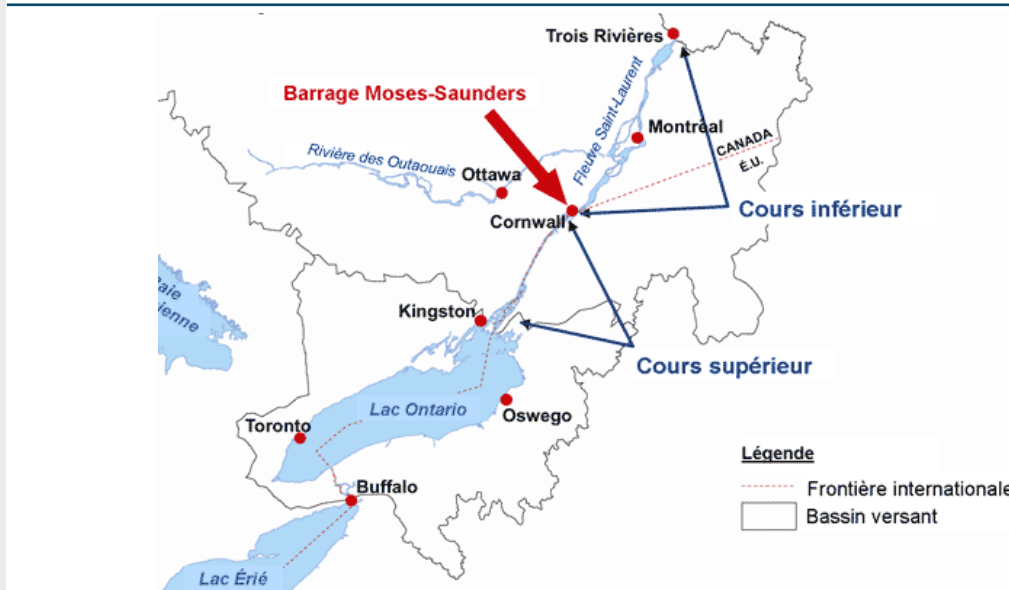 Trois Rivières
Barrage Moses-Saunders
Fleuve Saint-Laurent
Montréal
CANADA
É.U.
Rivière des Outaouais
Ottawa
Cours inférieur
Cornwall
Kingston
Cours supérieur
Lac Ontario
Oswego
Toronto
Légende
Buffalo
Frontière internationale
Bassin versant
Lac Érié